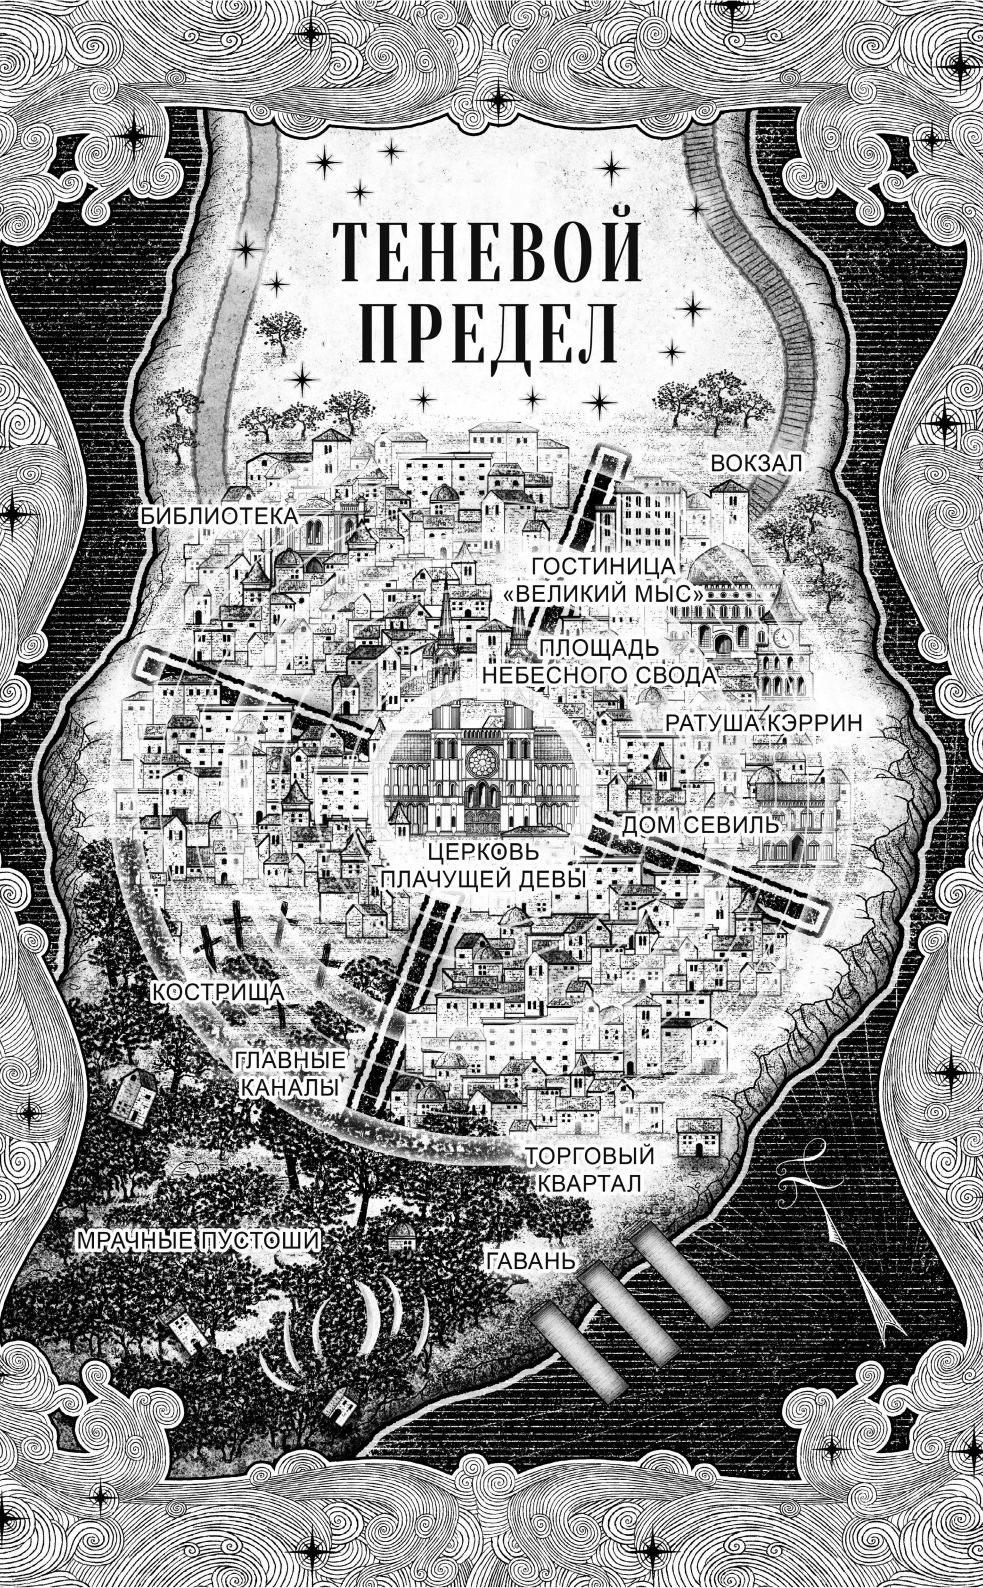 ТЕНЕВОЙ
ПРЕДЕЛ
ВОКЗАЛ
БИБЛИОТЕКА
ГОСТИНИЦА
«ВЕЛИКИЙ МЫС»
ПЛОЩАДЬ
НЕБЕСНОГО СВОДА
РАТУША КЭРРИН
ДОМ СЕВИЛЬ
ЦЕРКОВЬ
ПЛАЧУЩЕЙ ДЕВЫ
КОСТРИЩА
ГЛАВНЫЕ
КАНАЛЫ
ТОРГОВЫЙ
КВАРТАЛ
МРАЧНЫЕ ПУСТОШИ
ГАВАНЬ